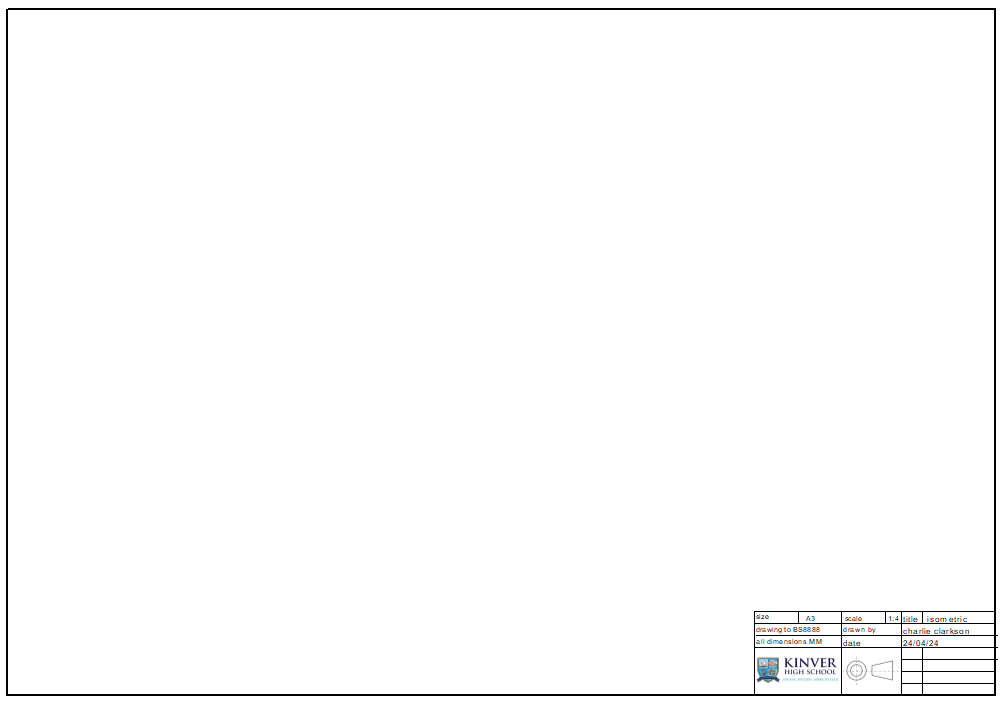 size A3 scale 1:4 title isometric
drawing to BS8888 drawn by charlie clarkson
all dimensions MM date 24/04/24
KINVER
HIGH SCHOOL